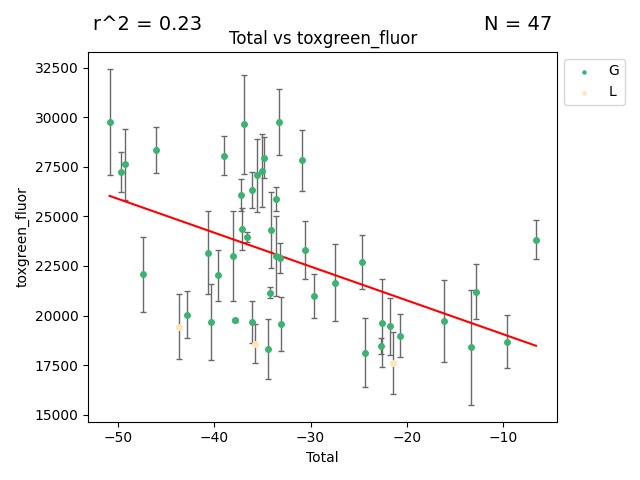 r^2 = 0.23
N = 47
Total vs toxgreen_fluor
G
L
32500
30000
27500
25000
22500
20000
17500
15000
toxgreen_fluor
−50
−40
−30
−20
−10
Total